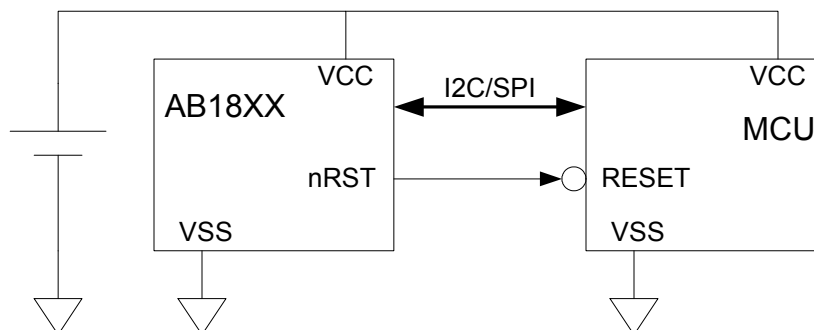 VCC
AB18XX
nRST
VSS
I2C/SPI
VCC
MCU
RESET
VSS